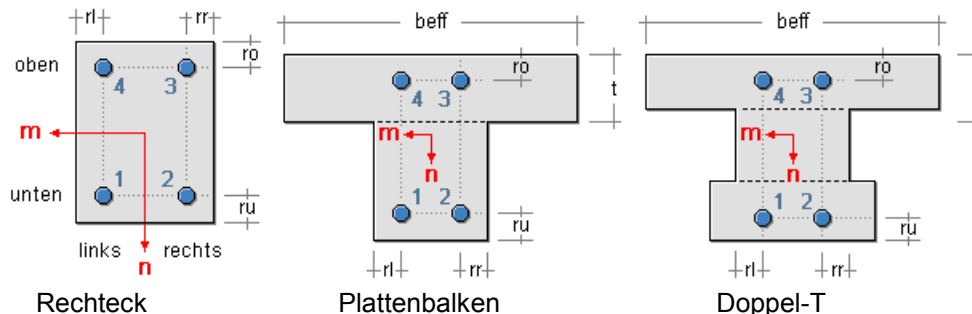 rl rr ro
oben
4 3
m
unten
1 2
ru
links rechts
n
Rechteck
beff
ro
t
4 3
m
n
1 2
ru
rl rr
Plattenbalken
beff
ro
4 3
m
n
1 2
ru
rl rr
Doppel-T